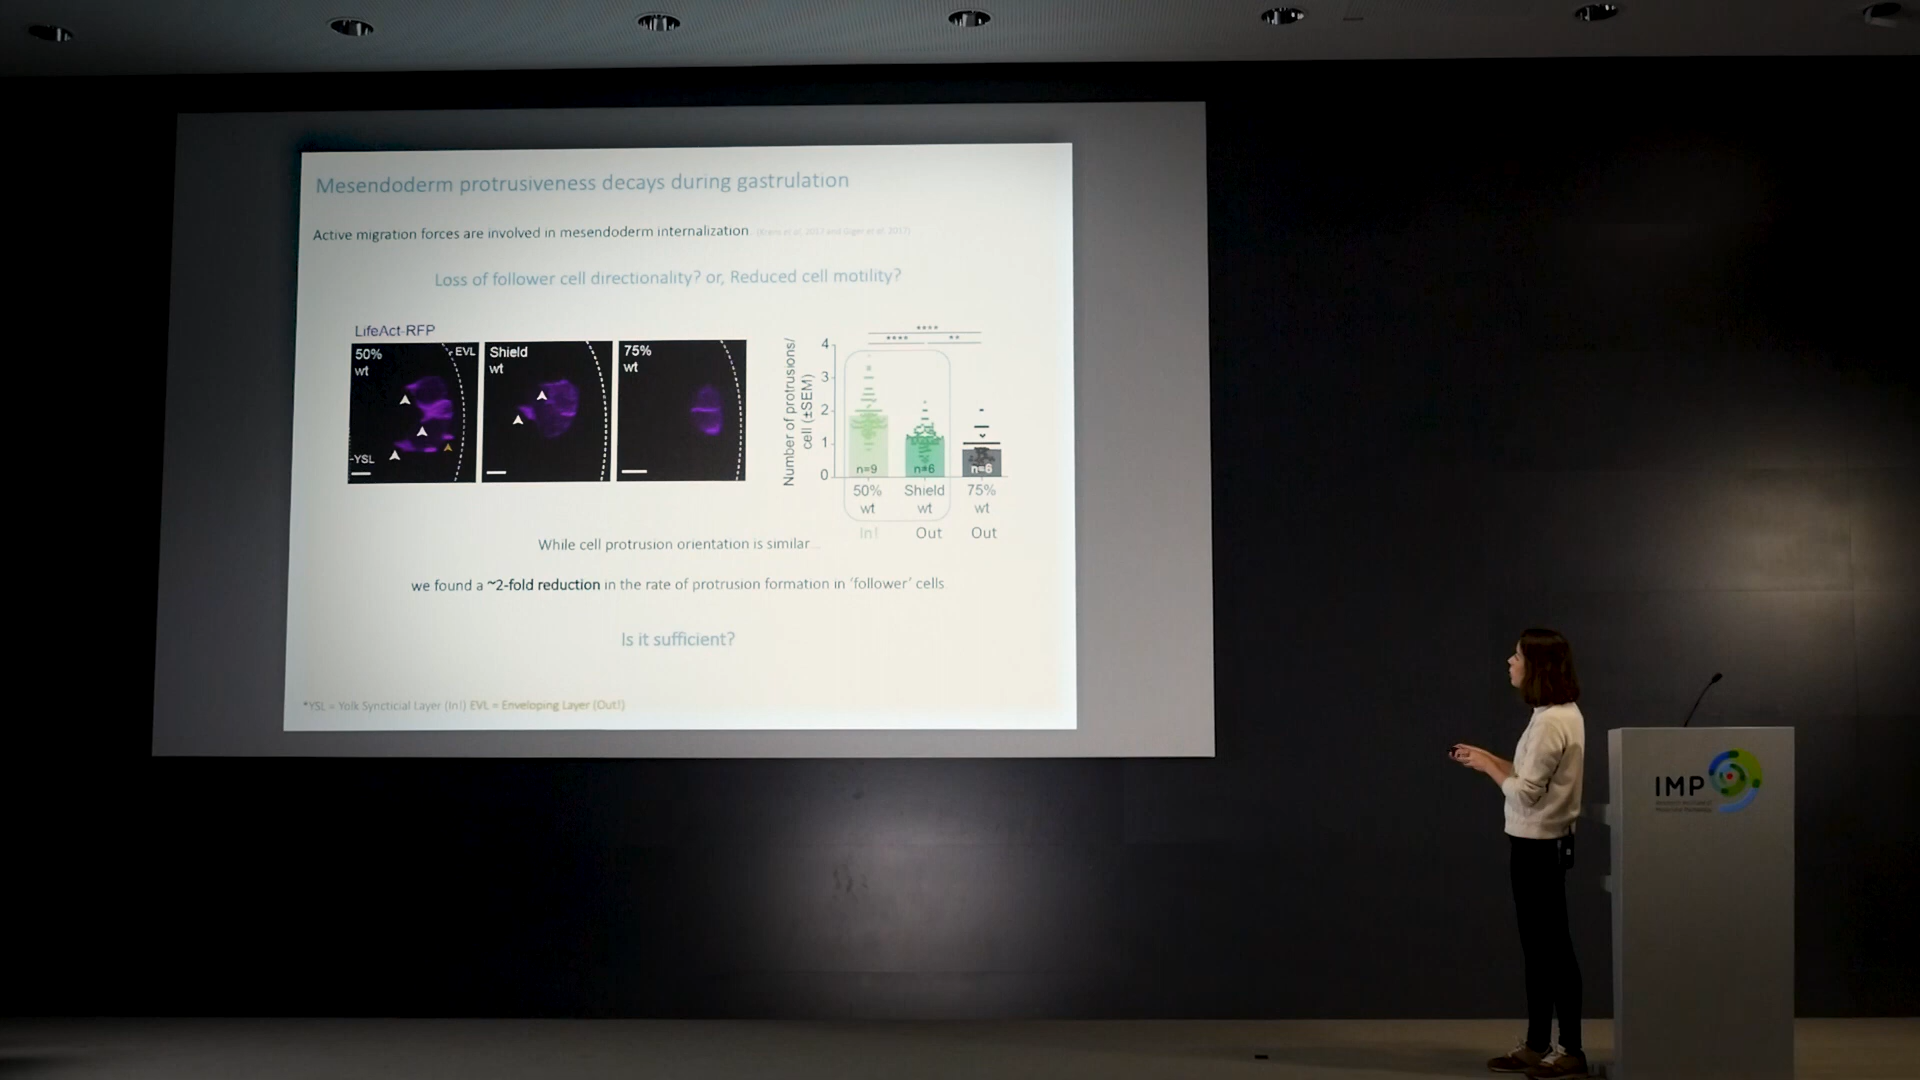 Mesendoderm protrusiveness decays during gastrulation
Active migration forces are involved in mesendoderm internalization
Loss of follower cell directionality? or, Reduced cell motility?
LifeAct-RFP
50%
wt
EVL
YSL
Shield
wt
75%
wt
Number of protrusions/
cell (±SEM)
4
3
2
1
0
****
****
**
n=9
n=6
n=6
50%
wt
Shield
wt
75%
wt
In!
Out
Out
While cell protrusion orientation is similar...
we found a ~2-fold reduction in the rate of protrusion formation in 'follower' cells
Is it sufficient?
*YSL = Yolk Syncticial Layer (In!) EVL = Enveloping Layer (Out!)
IMP